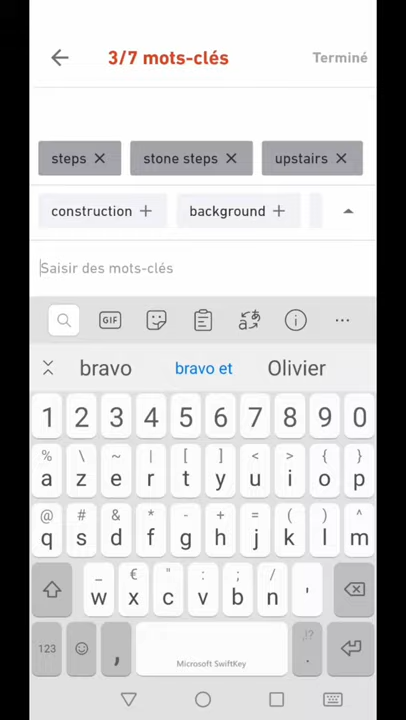 3/7 mots-clés Terminé
steps × stone steps × upstairs ×
construction + background +
Saisir des mots-clés
GIF
bravo bravo et Olivier
1 2 3 4 5 6 7 8 9 0
% \ ~ | [ ] < > { }
a z e r t y u i o p
@ # & * - + = ( ) ^
q s d f g h j k l m
_ € " : ; /
w x c v b n '
123 , Microsoft SwiftKey ,!? .